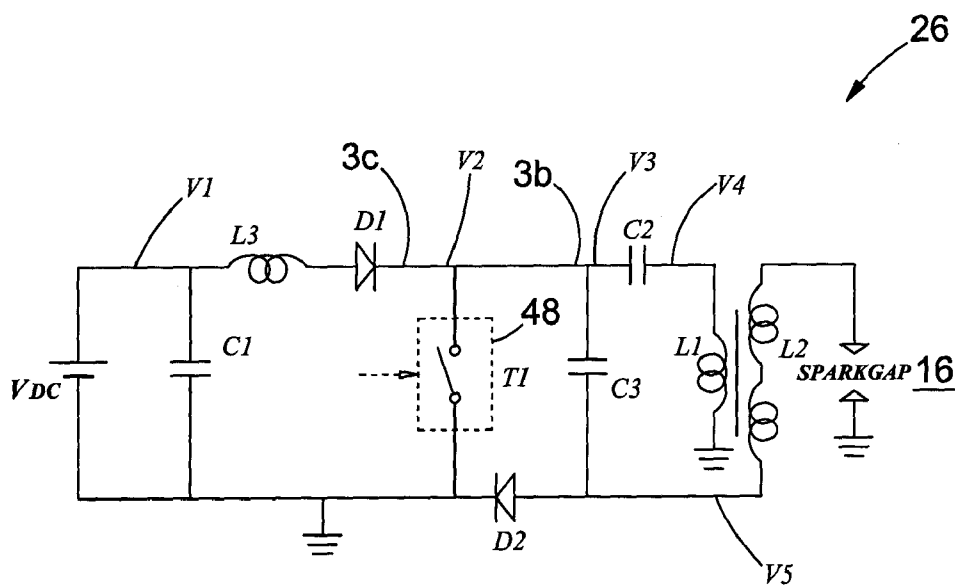 26
3c
V2
3b
V3
V4
V1
L3
D1
C2
48
C1
T1
C3
L1
L2
VDC
SPARKGAP 16
D2
V5